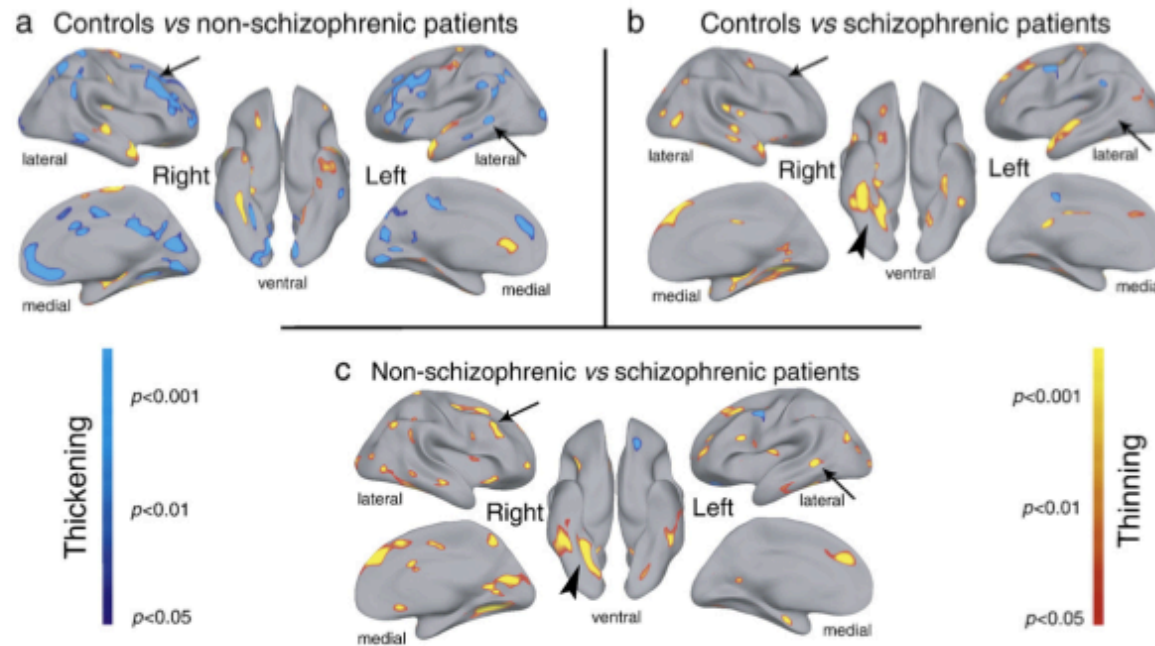 a Controls vs non-schizophrenic patients
b Controls vs schizophrenic patients
lateral
Right
Left
lateral
medial
ventral
medial
lateral
Right
Left
lateral
medial
ventral
media
c Non-schizophrenic vs schizophrenic patients
Thickening
p<0.001
p<0.01
p<0.05
lateral
Right
Left
lateral
medial
ventral
medial
p<0.001
p<0.01
p<0.05
Thinning